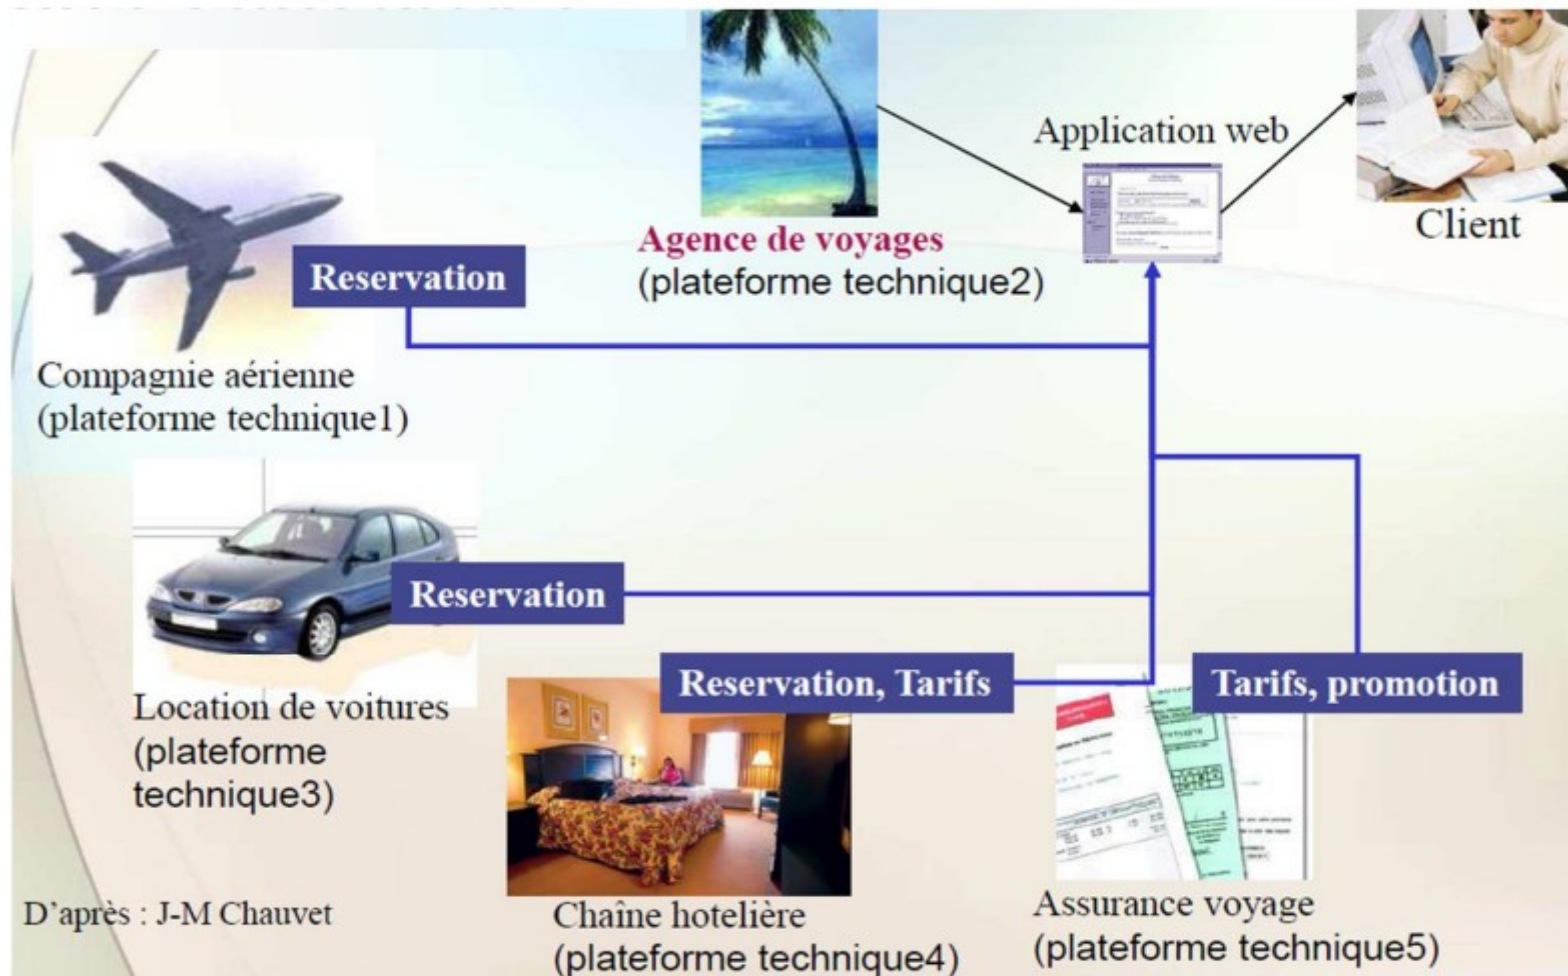 Application web
Client
Agence de voyages
(plateforme technique2)
Reservation
Compagnie aérienne
(plateforme technique1)
Reservation
Location de voitures
(plateforme
technique3)
Reservation, Tarifs
Tarifs, promotion
Chaîne hotelière
(plateforme technique4)
Assurance voyage
(plateforme technique5)
D'après : J-M Chauvet